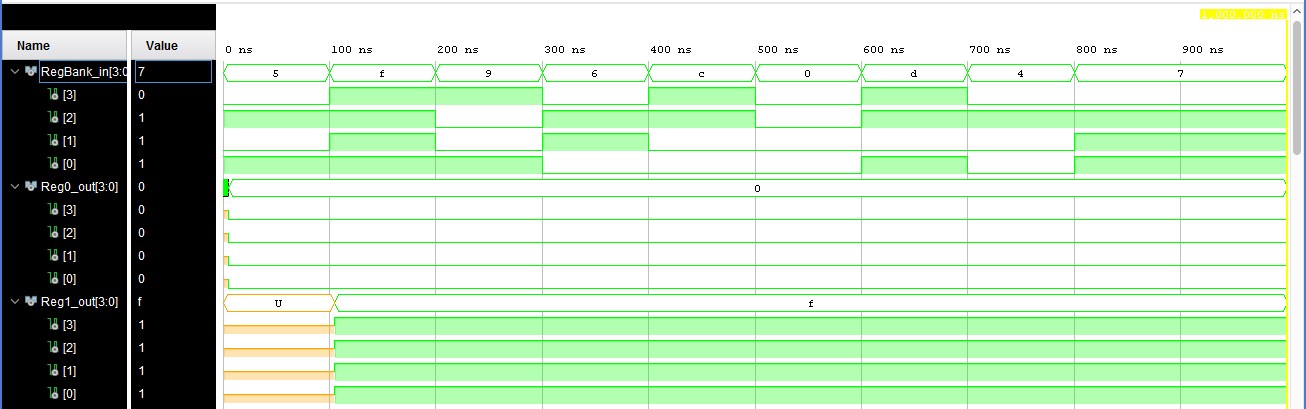 1,000.000 ns
Name Value
0 ns 100 ns 200 ns 300 ns 400 ns 500 ns 600 ns 700 ns 800 ns 900 ns
RegBank_in[3:0 7 5 f 9 6 c 0 d 4 7
[3] 0
[2] 1
[1] 1
[0] 1
Reg0_out[3:0] 0 0
[3] 0
[2] 0
[1] 0
[0] 0
Reg1_out[3:0] f U f
[3] 1
[2] 1
[1] 1
[0] 1